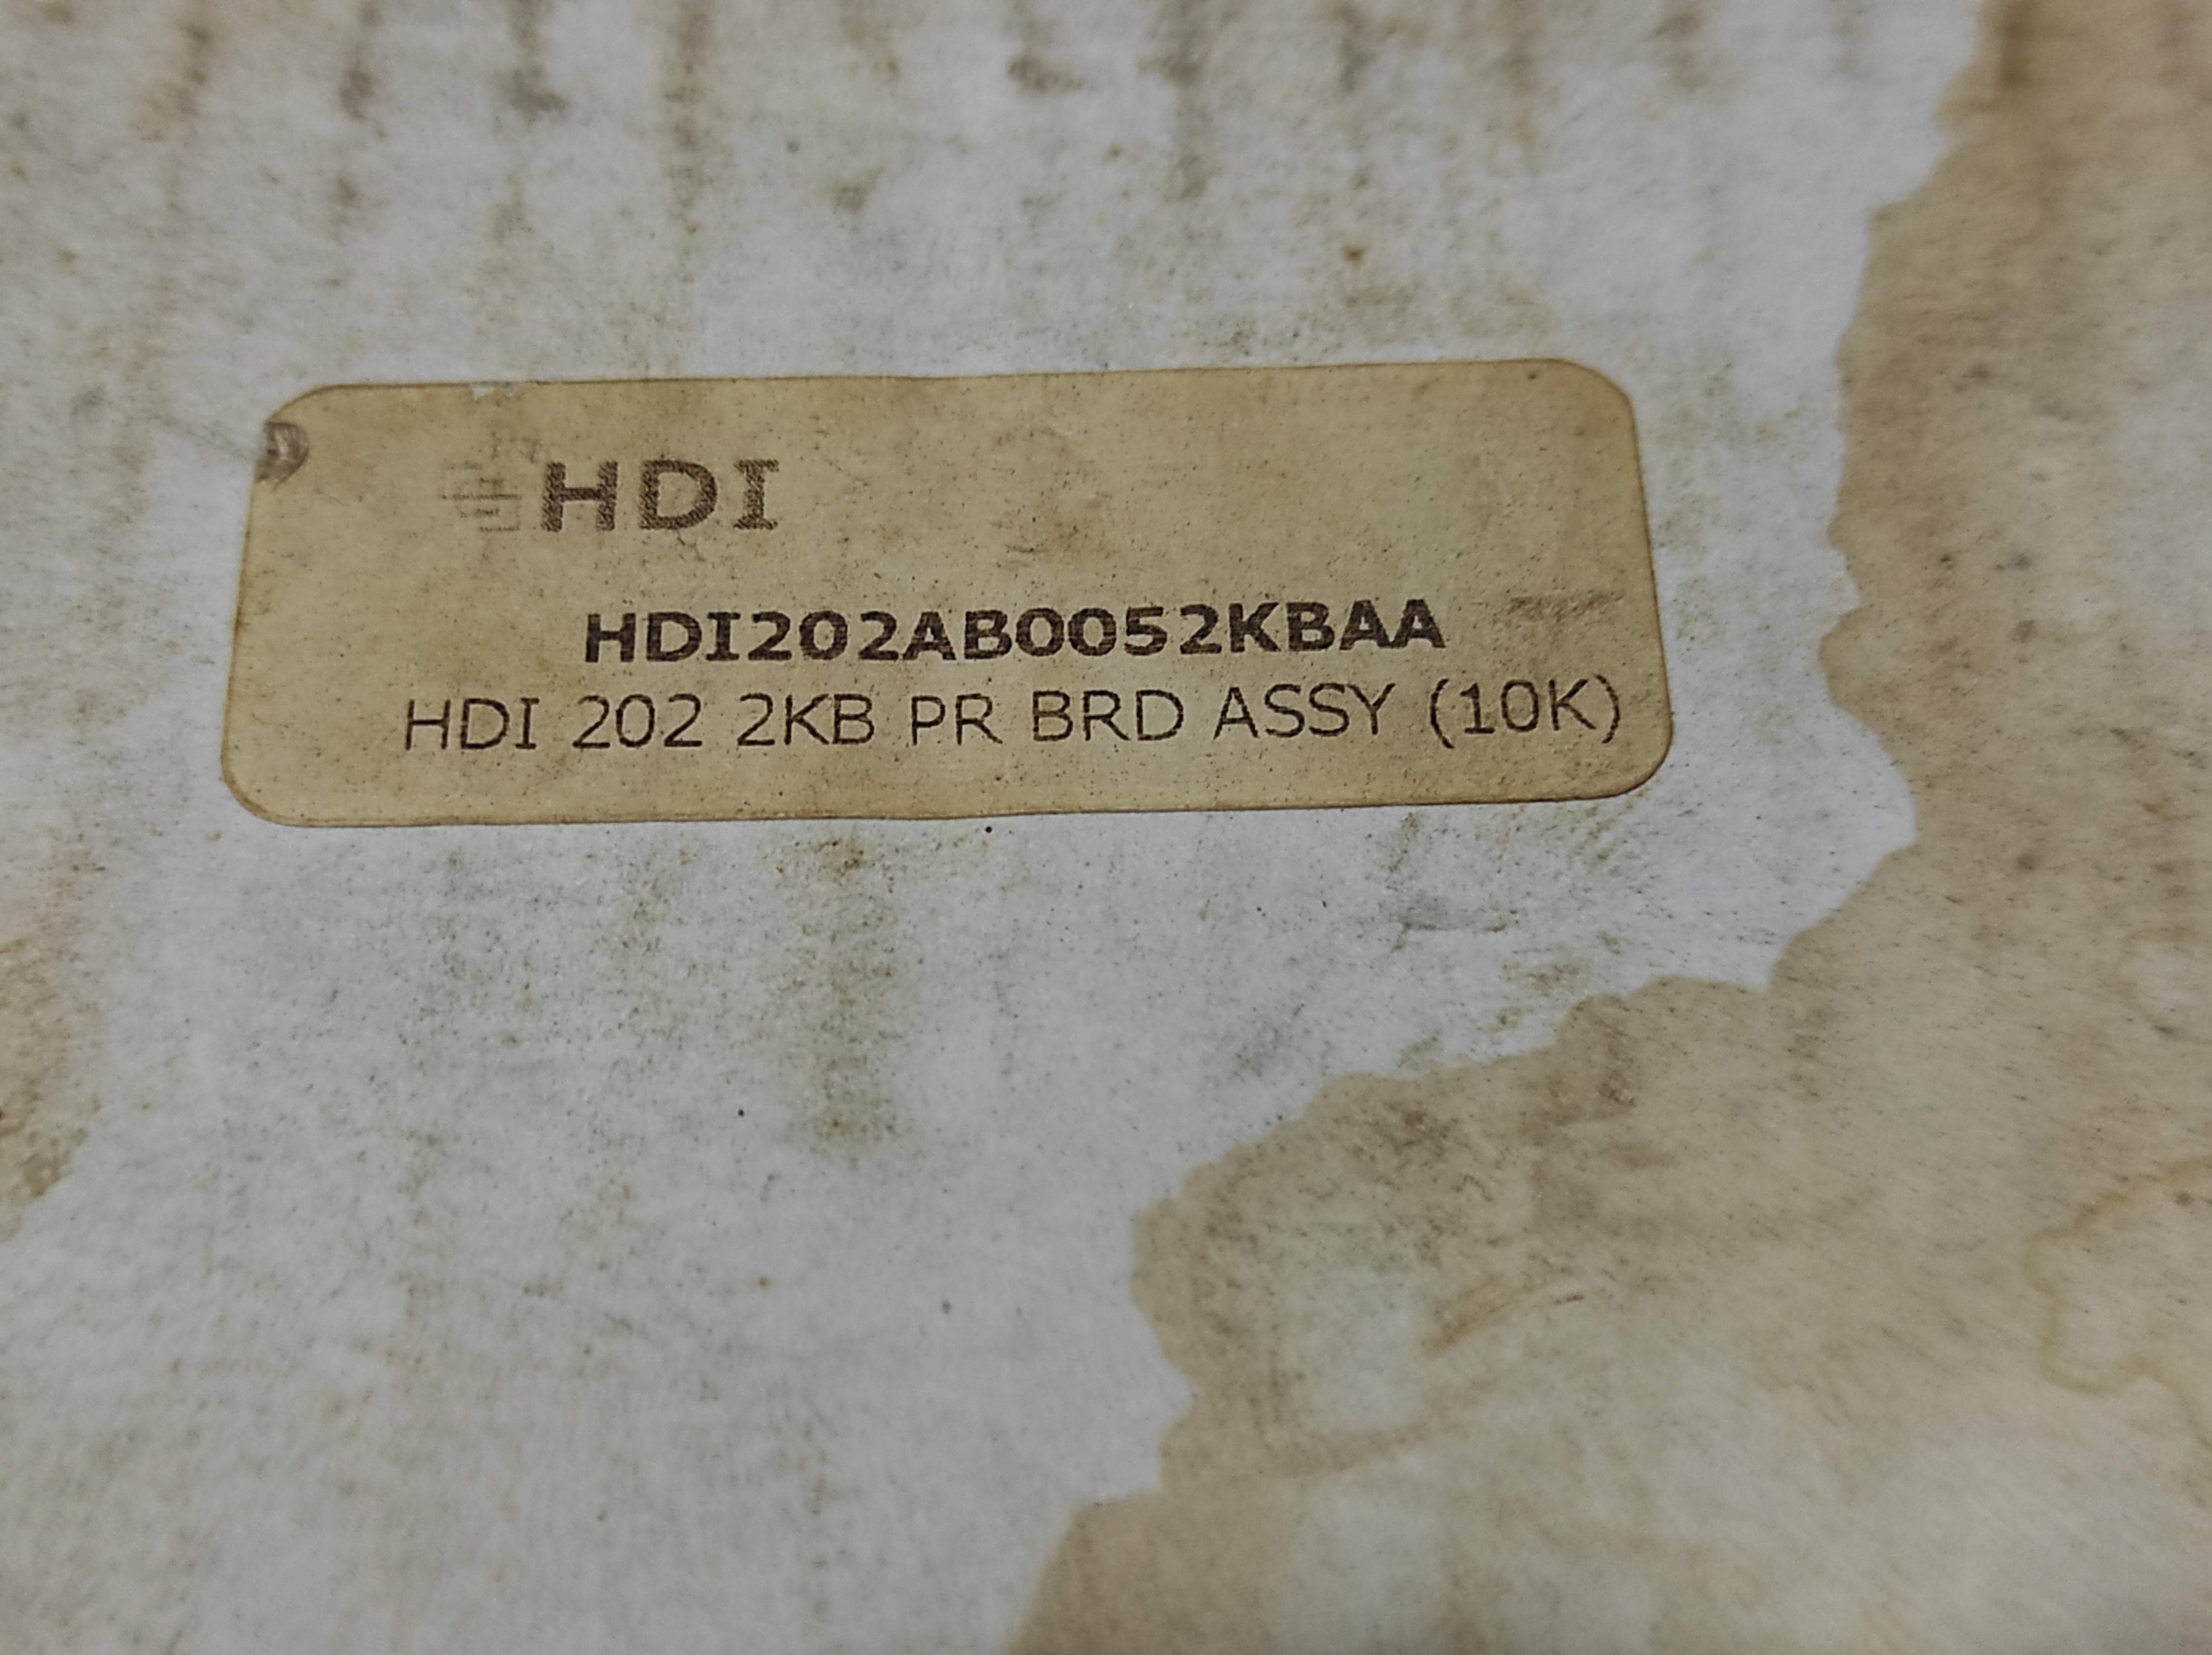 HDI
HDI202AB0052KBAA
HDI 202 2KB PR BRD ASSY (10K)